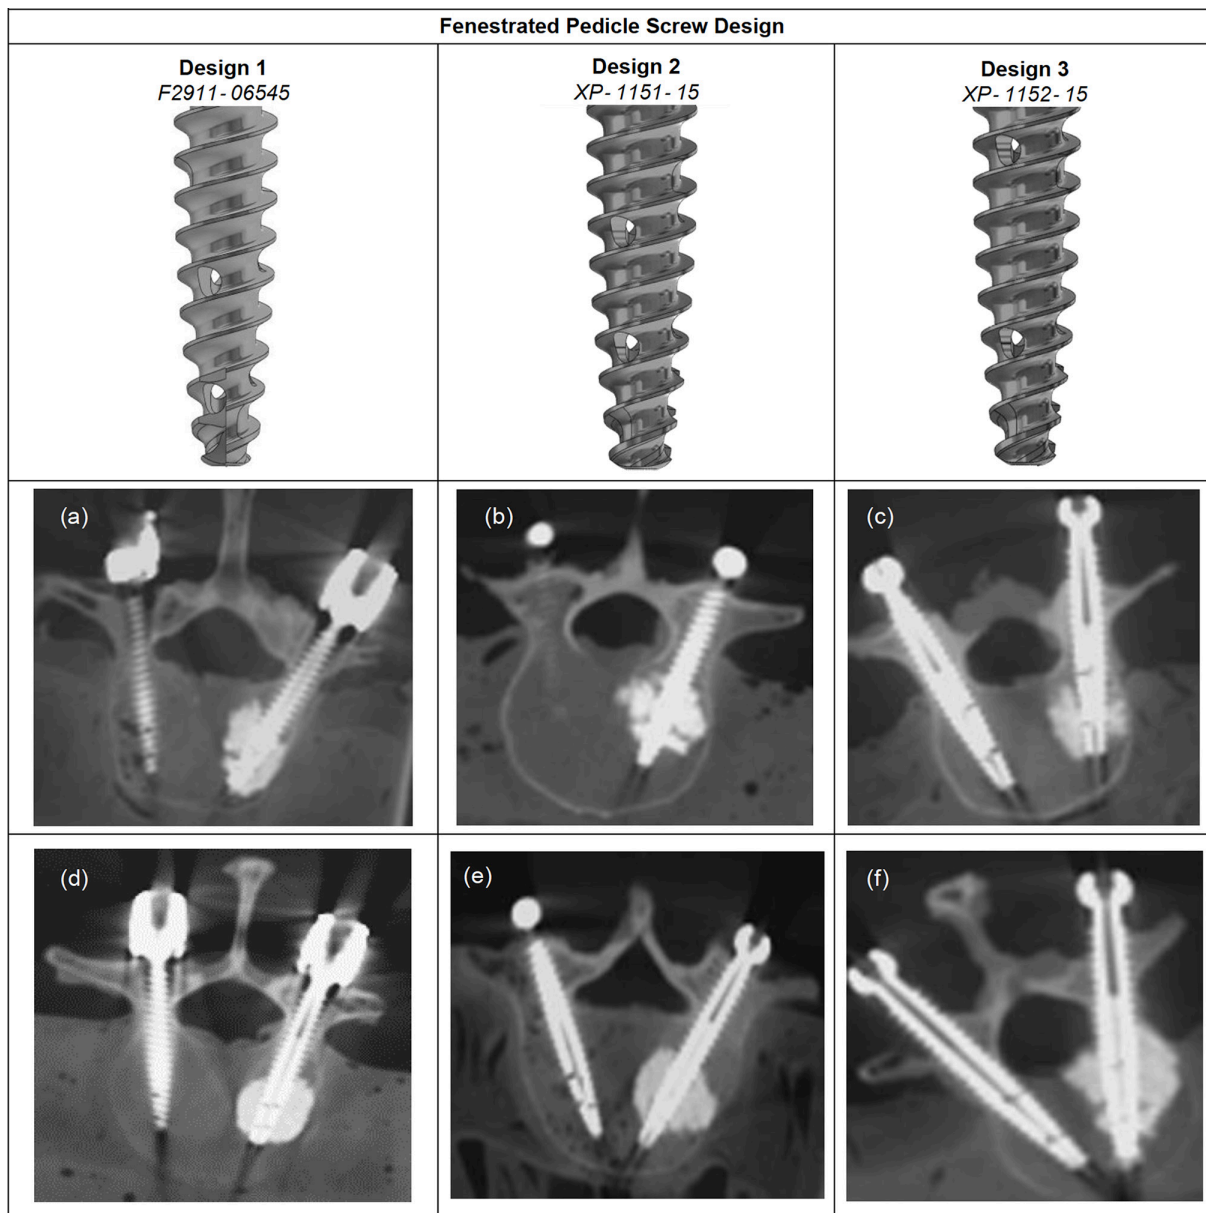 Fenestrated Pedicle Screw Design
Design 1
F2911-06545
Design 2
XP-1151-15
Design 3
XP-1152-15
(a)
(b)
(c)
(d)
(e)
(f)